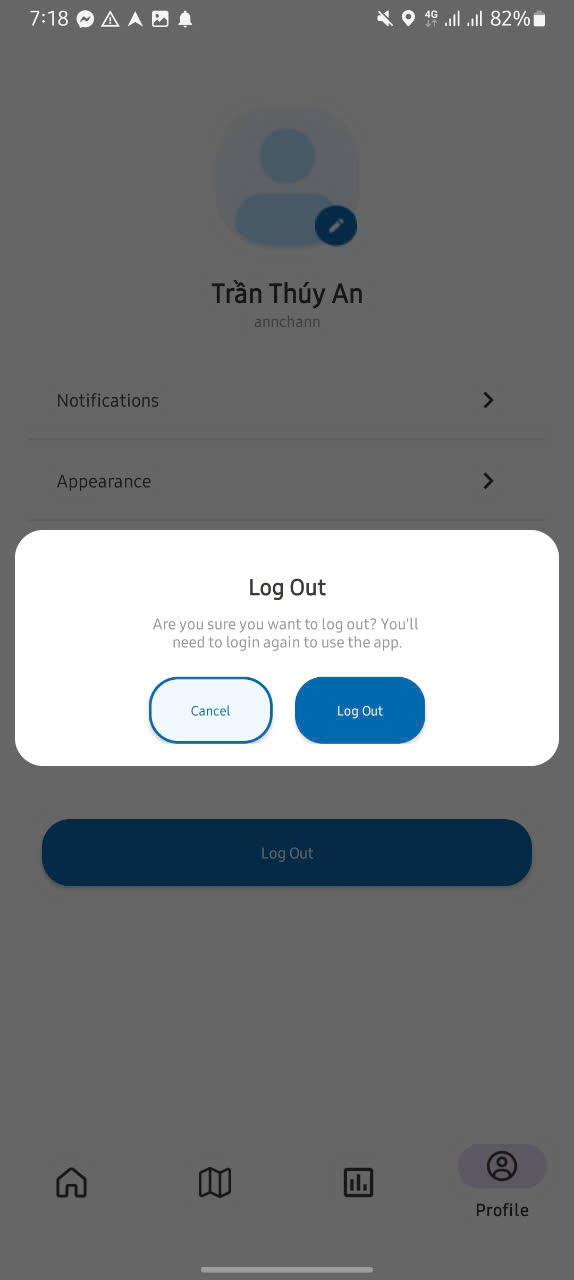 7:18 4G 82%
Trần Thúy An
annchann
Notifications
Appearance
Log Out
Are you sure you want to log out? You'll
need to login again to use the app.
Cancel Log Out
Log Out
Profile